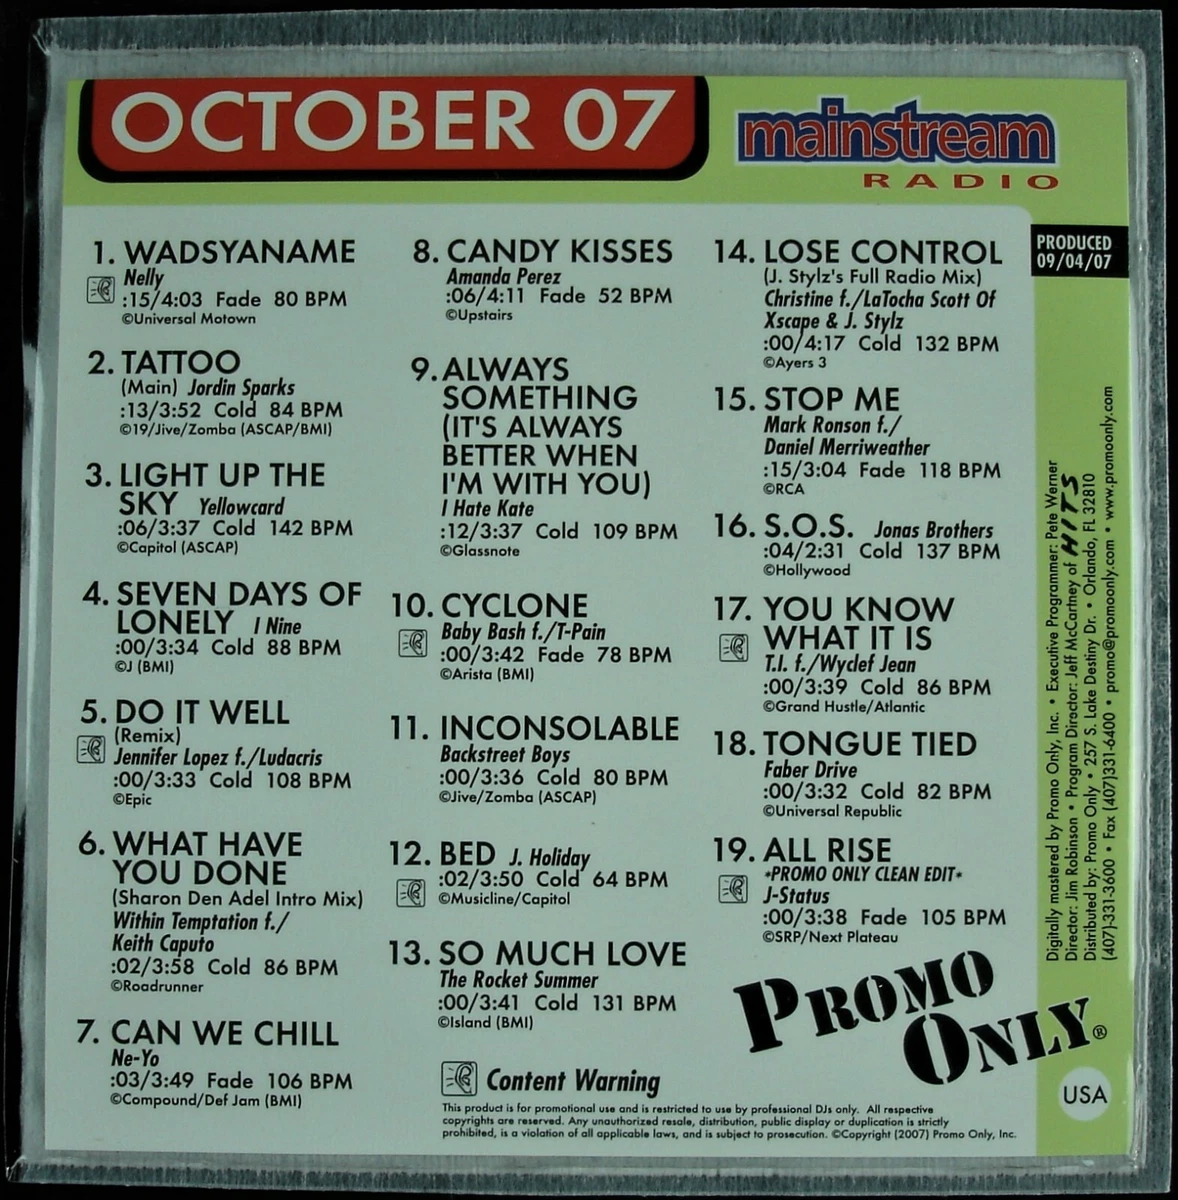 OCTOBER 07
mainstream
RADIO
1. WADSYANAME
Nelly
:15/4:03 Fade 80 BPM
©Universal Motown
2. TATTOO
(Main) Jordin Sparks
:13/3:52 Cold 84 BPM
©19/Jive/Zomba (ASCAP/BMI)
3. LIGHT UP THE
SKY Yellowcard
:06/3:37 Cold 142 BPM
©Capitol (ASCAP)
4. SEVEN DAYS OF
LONELY I Nine
:00/3:34 Cold 88 BPM
©J (BMI)
5. DO IT WELL
(Remix)
Jennifer Lopez f./Ludacris
:00/3:33 Cold 108 BPM
©Epic
6. WHAT HAVE
YOU DONE
(Sharon Den Adel Intro Mix)
Within Temptation f./
Keith Caputo
:02/3:58 Cold 86 BPM
©Roadrunner
7. CAN WE CHILL
Ne-Yo
:03/3:49 Fade 106 BPM
©Compound/Def Jam (BMI)
8. CANDY KISSES
Amanda Perez
:06/4:11 Fade 52 BPM
©Upstairs
9. ALWAYS
SOMETHING
(IT'S ALWAYS
BETTER WHEN
I'M WITH YOU)
I Hate Kate
:12/3:37 Cold 109 BPM
©Glassnote
10. CYCLONE
Baby Bash f./T-Pain
:00/3:42 Fade 78 BPM
©Arista (BMI)
11. INCONSOLABLE
Backstreet Boys
:00/3:36 Cold 80 BPM
©Jive/Zomba (ASCAP)
12. BED J. Holiday
:02/3:50 Cold 64 BPM
©Musicline/Capitol
13. SO MUCH LOVE
The Rocket Summer
:00/3:41 Cold 131 BPM
©Island (BMI)
14. LOSE CONTROL
(J. Stylz's Full Radio Mix)
Christine f./LaTocha Scott Of
Xscape & J. Stylz
:00/4:17 Cold 132 BPM
©Ayers 3
15. STOP ME
Mark Ronson f./
Daniel Merriweather
:15/3:04 Fade 118 BPM
©RCA
16. S.O.S. Jonas Brothers
:04/2:31 Cold 137 BPM
©Hollywood
17. YOU KNOW
WHAT IT IS
T.I. f./Wyclef Jean
:00/3:39 Cold 86 BPM
©Grand Hustle/Atlantic
18. TONGUE TIED
Faber Drive
:00/3:32 Cold 82 BPM
©Universal Republic
19. ALL RISE
*PROMO ONLY CLEAN EDIT*
J-Status
:00/3:38 Fade 105 BPM
©SRP/Next Plateau
Content Warning
This product is for promotional use and is restricted to use by professional DJs only. All respective
copyrights are reserved. Any unauthorized resale, distribution, public display or duplication is strictly
prohibited, is a violation of all applicable laws, and is subject to prosecution. ©Copyright (2007) Promo Only, Inc.
PROMO
ONLY®
USA
PRODUCED
09/04/07
Digitally mastered by Promo Only, Inc. • Executive Programmer: Pete Werner
Director: Jim Robinson • Program Director: Jeff McCartney of HITS
Distributed by: Promo Only • 257 S. Lake Destiny Dr. • Orlando, FL 32810
(407)-331-3600 • Fax (407)331-6400 • promo@promoonly.com • www.promoonly.com